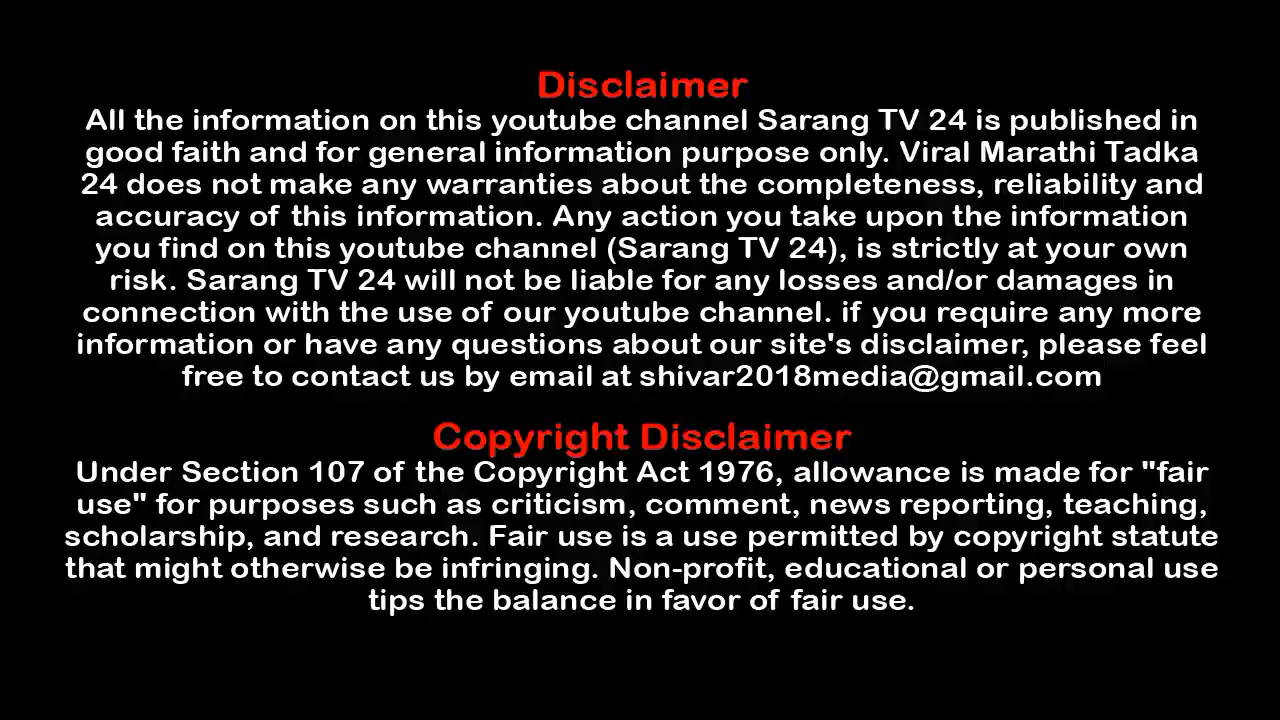 Disclaimer
All the information on this youtube channel Sarang TV 24 is published in
good faith and for general information purpose only. Viral Marathi Tadka
24 does not make any warranties about the completeness, reliability and
accuracy of this information. Any action you take upon the information
you find on this youtube channel (Sarang TV 24), is strictly at your own
risk. Sarang TV 24 will not be liable for any losses and/or damages in
connection with the use of our youtube channel. if you require any more
information or have any questions about our site's disclaimer, please feel
free to contact us by email at shivar2018media@gmail.com
Copyright Disclaimer
Under Section 107 of the Copyright Act 1976, allowance is made for "fair
use" for purposes such as criticism, comment, news reporting, teaching,
scholarship, and research. Fair use is a use permitted by copyright statute
that might otherwise be infringing. Non-profit, educational or personal use
tips the balance in favor of fair use.